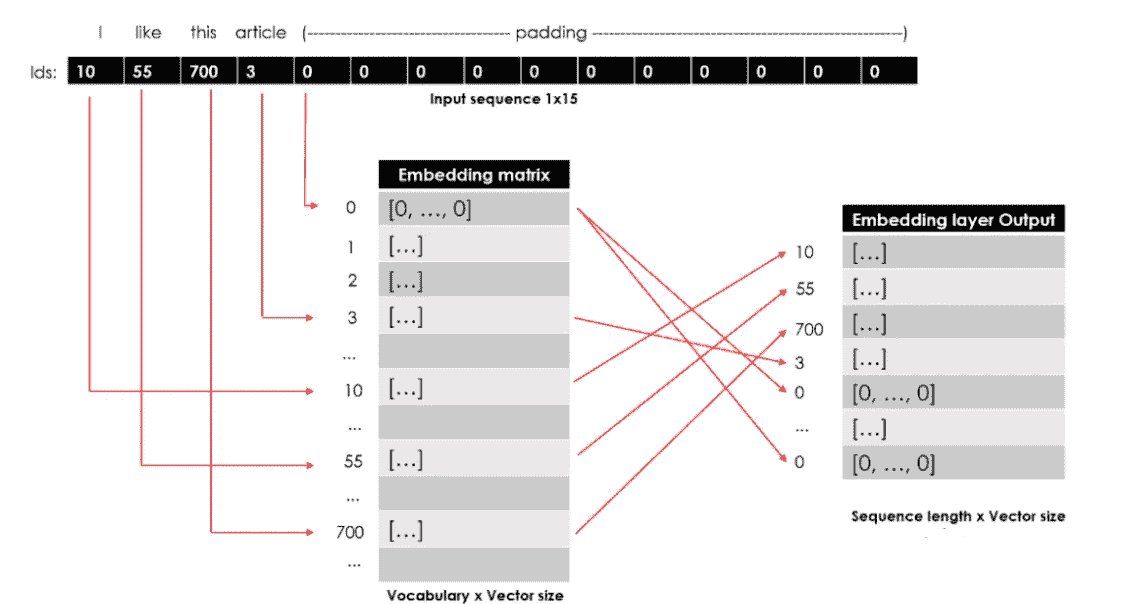 I like this article (---------- padding ----------)
Ids: 10 55 700 3 0 0 0 0 0 0 0 0 0 0 0
Input sequence 1x15
Embedding matrix
0 [0, ..., 0]
1 [...]
2 [...]
3 [...]
...
10 [...]
...
55 [...]
...
700 [...]
...
Vocabulary x Vector size
Embedding layer Output
10 [...]
55 [...]
700 [...]
3 [...]
0 [0, ..., 0]
... [...]
0 [0, ..., 0]
Sequence length x Vector size